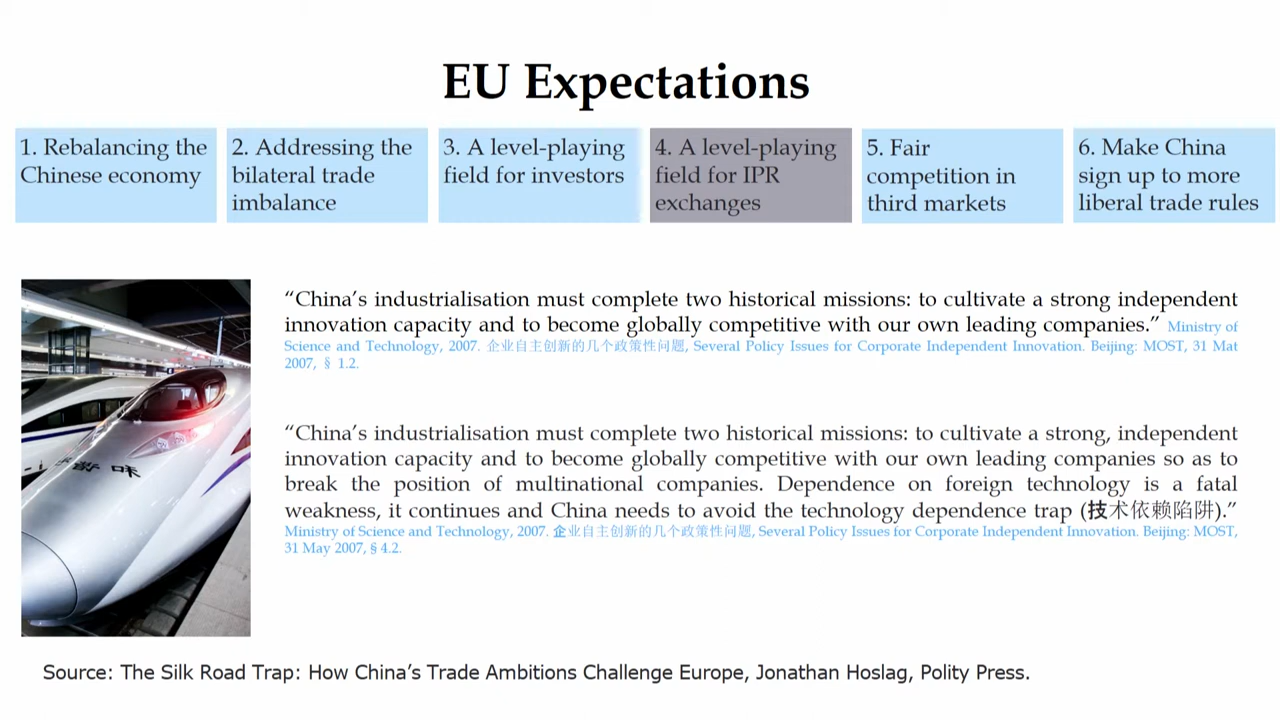 EU Expectations
1. Rebalancing the
Chinese economy
2. Addressing the
bilateral trade
imbalance
3. A level-playing
field for investors
4. A level-playing
field for IPR
exchanges
5. Fair
competition in
third markets
6. Make China
sign up to more
liberal trade rules
“China’s industrialisation must complete two historical missions: to cultivate a strong independent
innovation capacity and to become globally competitive with our own leading companies.” Ministry of
Science and Technology, 2007. 企业自主创新的几个政策性问题, Several Policy Issues for Corporate Independent Innovation. Beijing: MOST, 31 Mat
2007, § 1.2.
“China’s industrialisation must complete two historical missions: to cultivate a strong, independent
innovation capacity and to become globally competitive with our own leading companies so as to
break the position of multinational companies. Dependence on foreign technology is a fatal
weakness, it continues and China needs to avoid the technology dependence trap (技术依赖陷阱).”
Ministry of Science and Technology, 2007. 企业自主创新的几个政策性问题, Several Policy Issues for Corporate Independent Innovation. Beijing: MOST,
31 May 2007, § 4.2.
Source: The Silk Road Trap: How China’s Trade Ambitions Challenge Europe, Jonathan Hoslag, Polity Press.